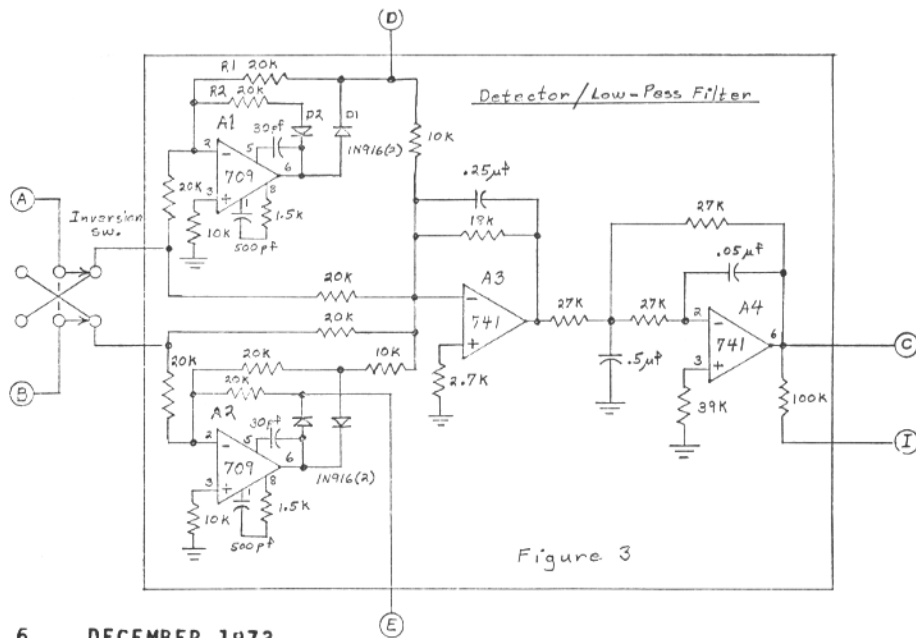 D
R1 20K
R2 20K
Detector/Low-Pass Filter
A1
30pf
D2
D1
10K
1N916(2)
2
5
6
709
8
3
1
20K
10K
1.5K
500pf
.25µf
18K
27K
.05µf
A
Inversion
sw.
20K
A3
741
27K
27K
A4
2
741
6
C
20K
2.7K
.5µf
3
39K
100K
B
20K
20K
10K
20K
A2
30pf
2
5
6
709
8
3
1
1N916(2)
I
10K
1.5K
500pf
Figure 3
E
6 DECEMBER 1973